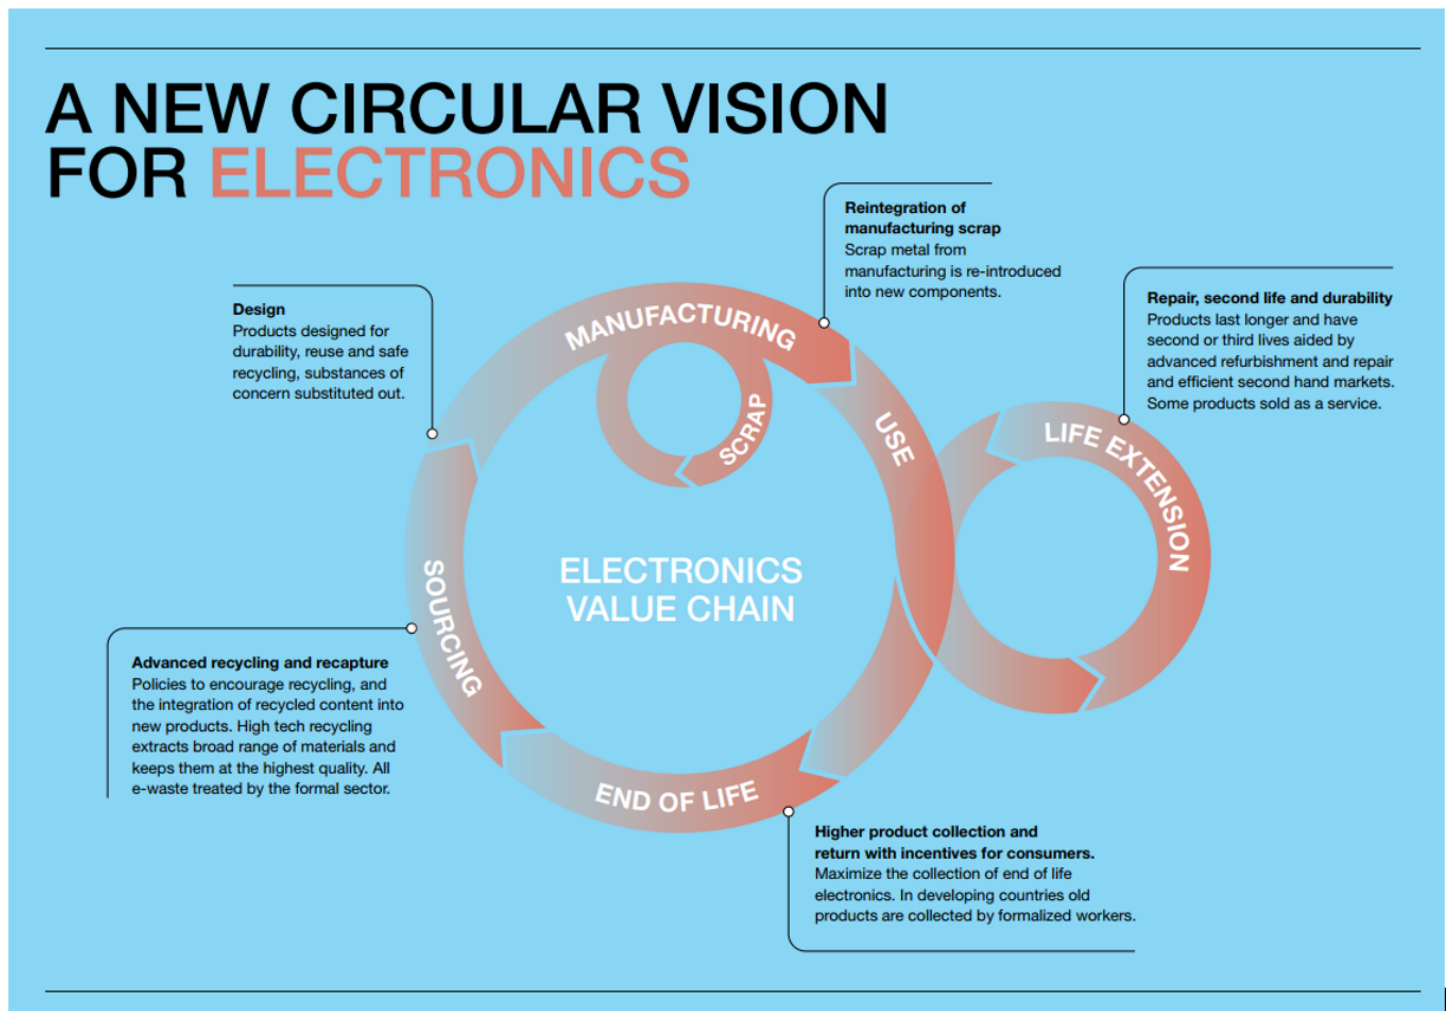 A NEW CIRCULAR VISION
FOR ELECTRONICS
Reintegration of
manufacturing scrap
Scrap metal from
manufacturing is re-introduced
into new components.
Repair, second life and durability
Products last longer and have
second or third lives aided by
advanced refurbishment and repair
and efficient second hand markets.
Some products sold as a service.
Design
Products designed for
durability, reuse and safe
recycling, substances of
concern substituted out.
MANUFACTURING
SCRAP
USE
LIFE EXTENSION
ELECTRONICS
VALUE CHAIN
SOURCING
END OF LIFE
Advanced recycling and recapture
Policies to encourage recycling, and
the integration of recycled content into
new products. High tech recycling
extracts broad range of materials and
keeps them at the highest quality. All
e-waste treated by the formal sector.
Higher product collection and
return with incentives for consumers.
Maximize the collection of end of life
electronics. In developing countries old
products are collected by formalized workers.